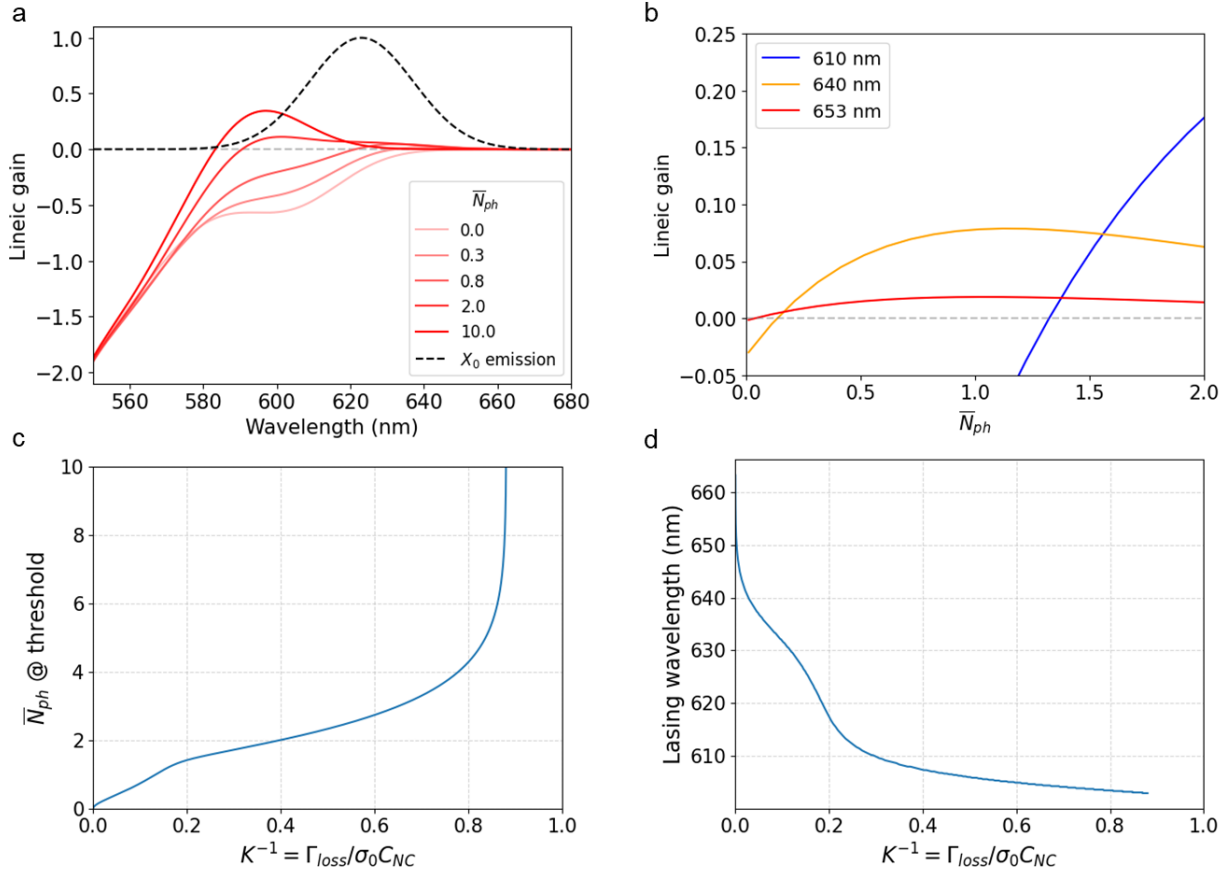 a
1.0
0.5
0.0
−0.5
−1.0
−1.5
−2.0
Lineic gain
560 580 600 620 640 660 680
Wavelength (nm)
N̅ph
0.0
0.3
0.8
2.0
10.0
X0 emission
b
0.25
0.20
0.15
0.10
0.05
0.00
−0.05
Lineic gain
610 nm
640 nm
653 nm
0.0 0.5 1.0 1.5 2.0
N̅ph
c
10
8
6
4
2
0
N̅ph @ threshold
0.0 0.2 0.4 0.6 0.8 1.0
K⁻¹ = Γloss/σ0CNC
d
660
650
640
630
620
610
Lasing wavelength (nm)
0.0 0.2 0.4 0.6 0.8 1.0
K⁻¹ = Γloss/σ0CNC